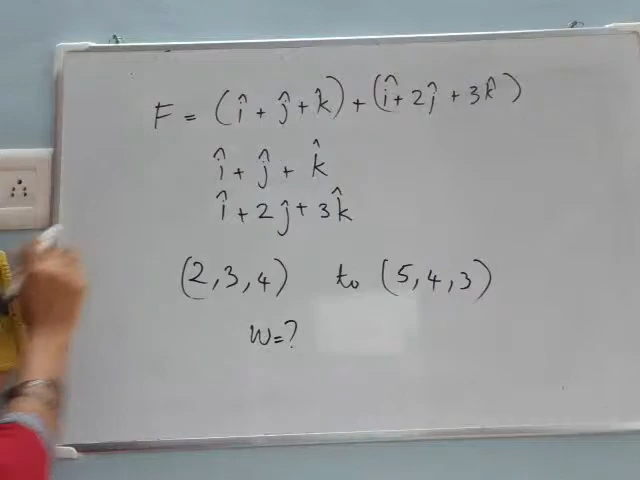 F = (î + ĵ + k̂) + (î + 2ĵ + 3k̂)
î + ĵ + k̂
î + 2ĵ + 3k̂
(2,3,4) to (5,4,3)
W=?